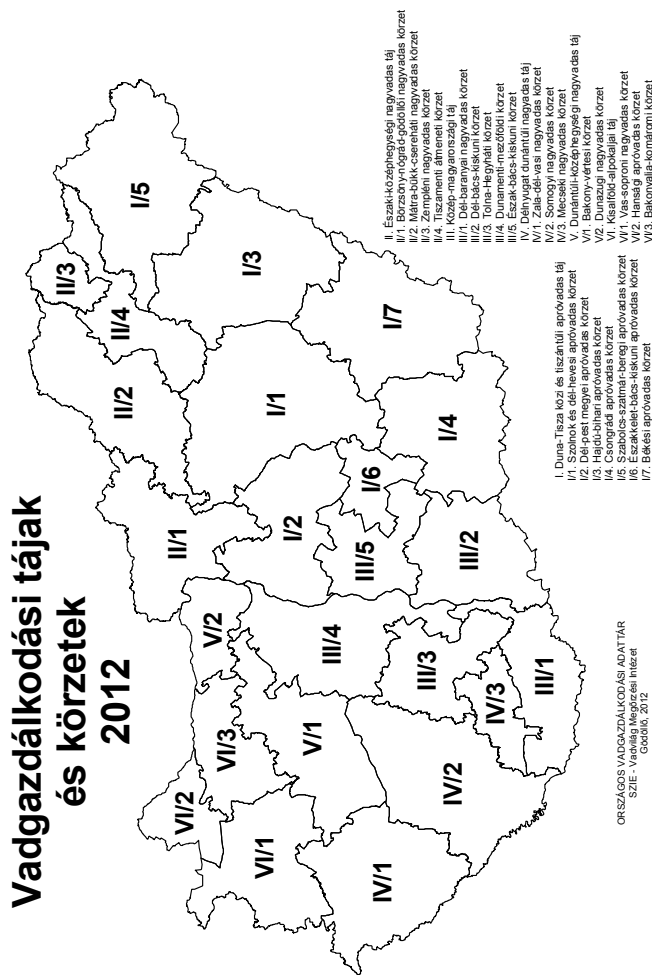 Vadgazdálkodási tájak
és körzetek
2012
VI/2
VI/1
VI/3
V/2
V/1
IV/1
IV/2
IV/3
III/1
III/3
III/4
II/1
I/2
III/5
I/6
III/2
II/2
II/3
II/4
I/1
I/4
I/5
I/3
I/7
ORSZÁGOS VADGAZDÁLKODÁSI ADATTÁR
SZIE - Vadvilág Megőrzési Intézet
Gödöllő, 2012
I. Duna-Tisza közi és tiszántúli apróvadas táj
I/1. Szolnok és dél-hevesi apróvadas körzet
I/2. Dél-pest megyei apróvadas körzet
I/3. Hajdú-bihari apróvadas körzet
I/4. Csongrádi apróvadas körzet
I/5. Szabolcs-szatmár-beregi apróvadas körzet
I/6. Északkelet-bács-kiskuni apróvadas körzet
I/7. Békési apróvadas körzet
II. Északi-középhegységi nagyvadas táj
II/1. Börzsöny-nógrád-gödöllői nagyvadas körzet
II/2. Mátra-bükk-csereháti nagyvadas körzet
II/3. Zempléni nagyvadas körzet
II/4. Tiszamenti átmeneti körzet
III. Közép-magyarországi táj
III/1. Dél-baranyai nagyvadas körzet
III/2. Dél-bács-kiskuni körzet
III/3. Tolna-Hegyháti körzet
III/4. Dunamenti-mezőföldi körzet
III/5. Észak-bács-kiskuni körzet
IV. Délnyugat dunántúli nagyvadas táj
IV/1. Zala-dél-vasi nagyvadas körzet
IV/2. Somogyi nagyvadas körzet
IV/3. Mecseki nagyvadas körzet
V. Dunántúli-középhegységi nagyvadas táj
V/1. Bakony-vértesi körzet
V/2. Dunazugi nagyvadas körzet
VI. Kisalföld-alpokaljai táj
VI/1. Vas-soproni nagyvadas körzet
VI/2. Hansági apróvadas körzet
VI/3. Bakonyalja-komáromi körzet